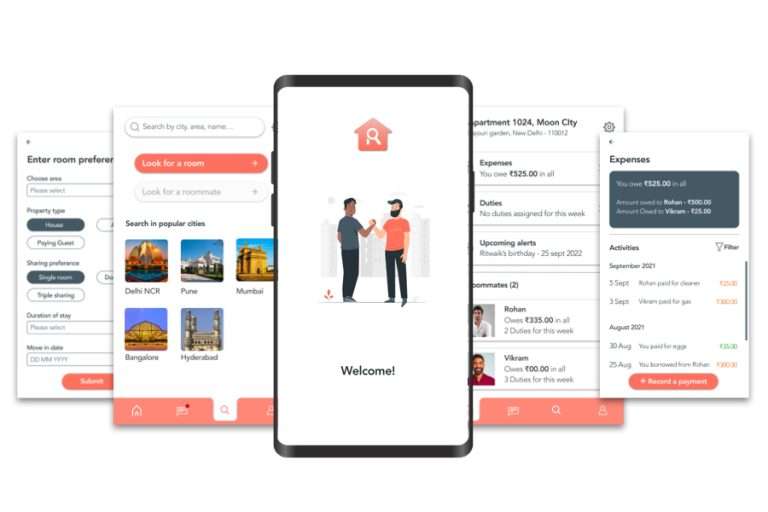 Enter room prefere
Choose area
Please select
Property type
House
A
Paying Guest
Sharing preference
Single room
Do
Triple sharing
Duration of stay
Please select
Move in date
DD MM YYYY
Submit
Search by city, area, name....
Look for a room
Look for a roommate
Search in popular cities
Delhi NCR
Pune
Mumbai
Bangalore
Hyderabad
R
Welcome!
partment 1024, Moon City
garden, New Delhi - 110012
Expenses
You owe ₹525.00 in all
Duties
No duties assigned for this week
Upcoming alerts
Ritwaik's birthday - 25 sept 2022
oommates (2)
Rohan
Owes ₹335.00 in all
2 Duties for this week
Vikram
Owes ₹00.00 in all
3 Duties for this week
Expenses
You owe ₹525.00 in all
Amount owed to Rohan - ₹500.00
Amount Owed to Vikram - ₹25.00
Activities
Filter
September 2021
5 Sept Rohan paid for cleaner ₹25.00
3 Sept Vikram paid for gas ₹300.00
August 2021
30 Aug You paid for eggs ₹35.00
25 Aug You borrowed from Rohan ₹300.00
+ Record a payment